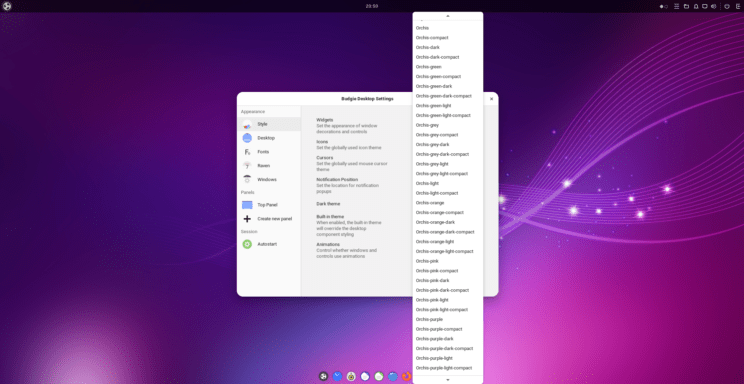 20:00
Budgie Desktop Settings
Appearance
Style
Desktop
Fonts
Raven
Windows
Panels
Top Panel
Create new panel
Session
Autostart
Widgets
Set the appearance of window
decorations and controls
Icons
Set the globally used icon theme
Cursors
Set the globally used mouse cursor
theme
Notification Position
Set the location for notification
popups
Dark theme
Built-in theme
When enabled, the built-in theme
will override the desktop
component styling
Animations
Control whether windows and
controls use animations
Orchis
Orchis-compact
Orchis-dark
Orchis-dark-compact
Orchis-green
Orchis-green-compact
Orchis-green-dark
Orchis-green-dark-compact
Orchis-green-light
Orchis-green-light-compact
Orchis-grey
Orchis-grey-compact
Orchis-grey-dark
Orchis-grey-dark-compact
Orchis-grey-light
Orchis-grey-light-compact
Orchis-light
Orchis-light-compact
Orchis-orange
Orchis-orange-compact
Orchis-orange-dark
Orchis-orange-dark-compact
Orchis-orange-light
Orchis-orange-light-compact
Orchis-pink
Orchis-pink-compact
Orchis-pink-dark
Orchis-pink-dark-compact
Orchis-pink-light
Orchis-pink-light-compact
Orchis-purple
Orchis-purple-compact
Orchis-purple-dark
Orchis-purple-dark-compact
Orchis-purple-light
Orchis-purple-light-compact